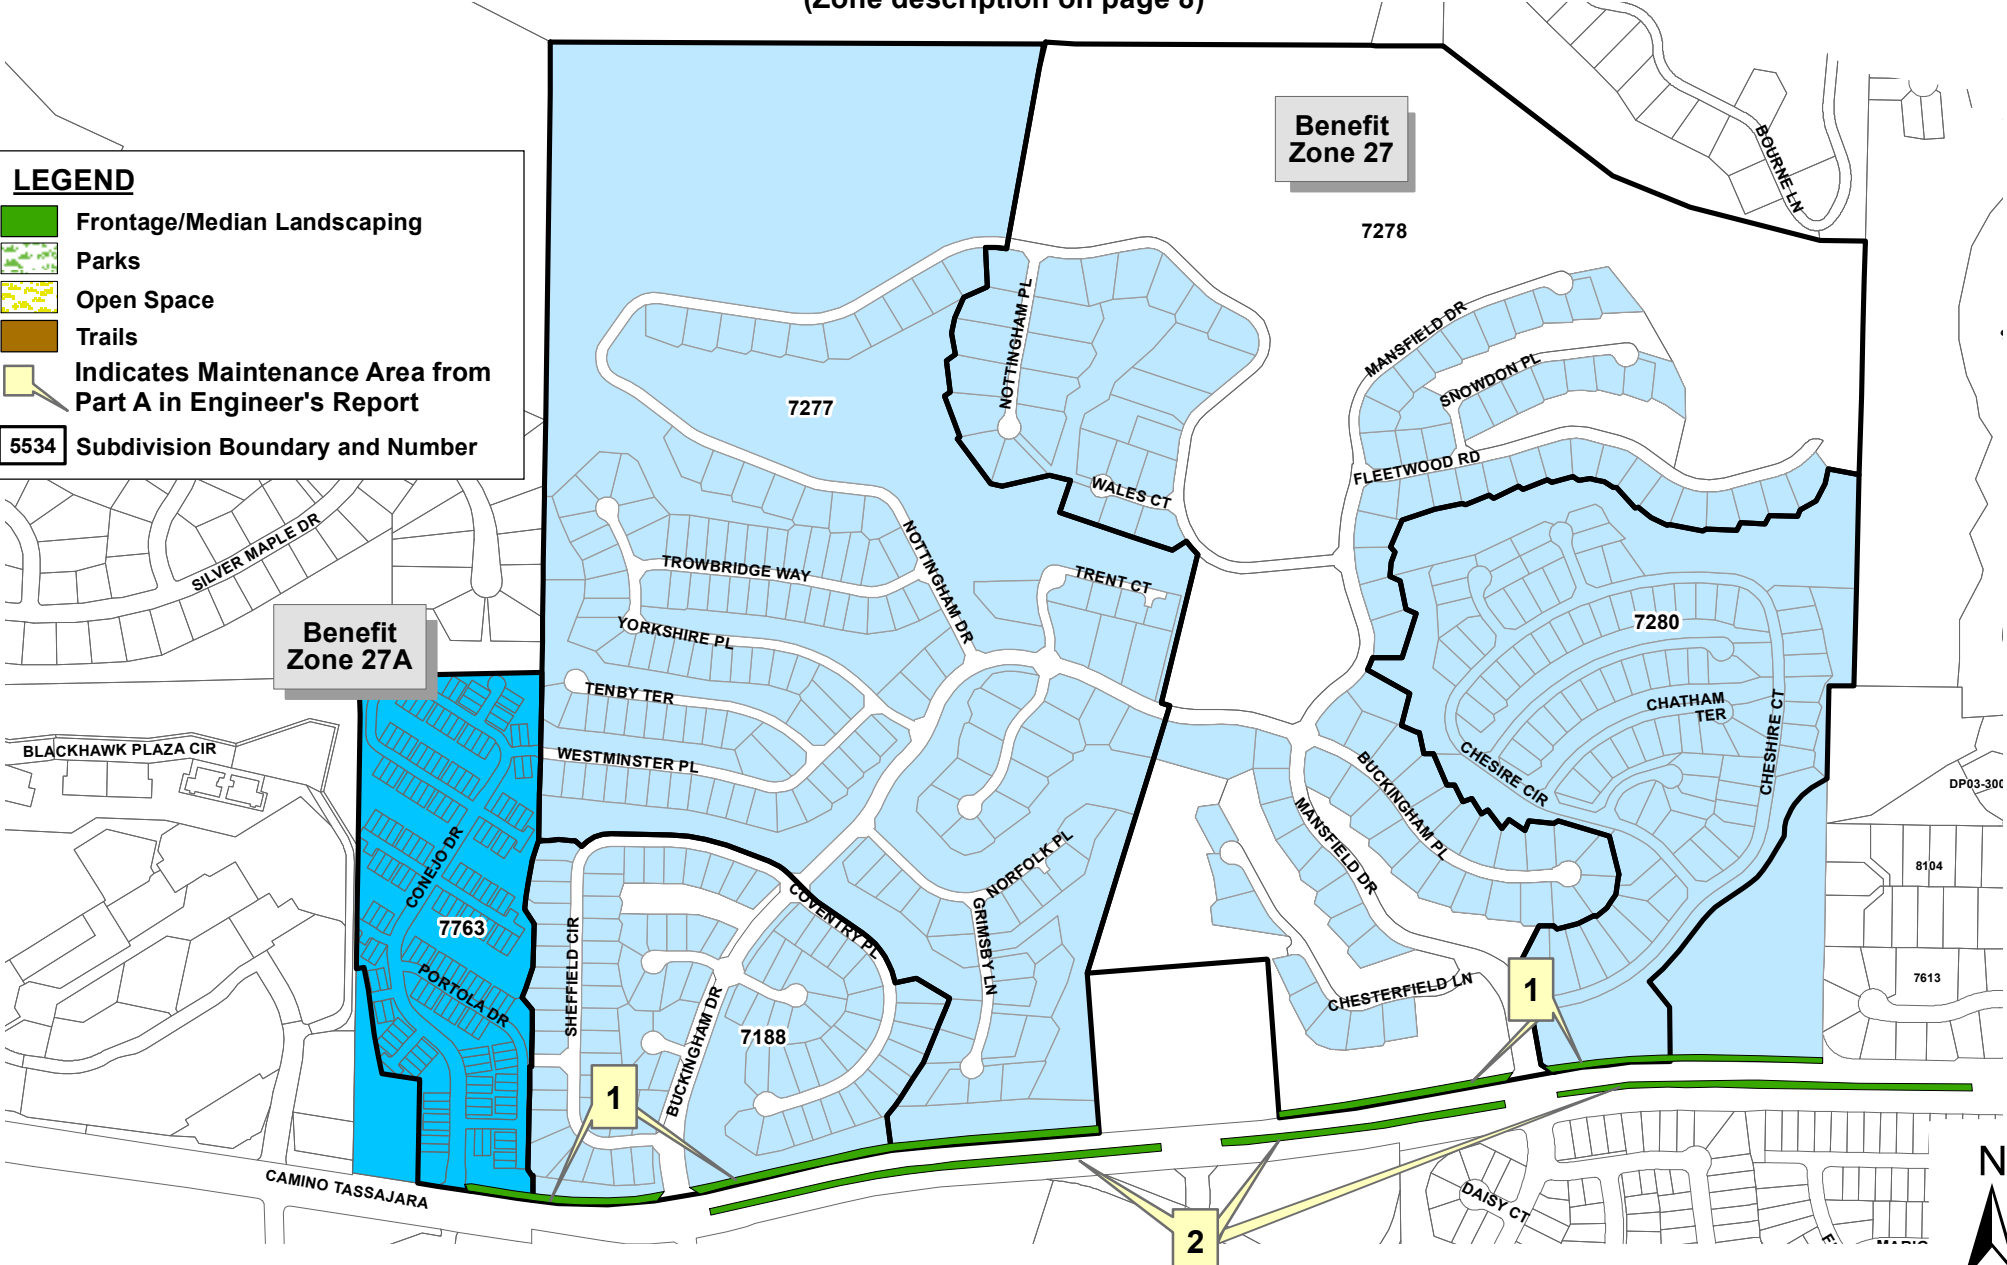 (Zone description on page 8)
Benefit
Zone 27
7278
BOURNE LN
LEGEND
Frontage/Median Landscaping
Parks
Open Space
Trails
Indicates Maintenance Area from
Part A in Engineer's Report
5534
Subdivision Boundary and Number
NOTTINGHAM PL
MANSFIELD DR
SNOWDON PL
7277
FLEETWOOD RD
WALES CT
SILVER MAPLE DR
NOTTINGHAM DR
TROWBRIDGE WAY
TRENT CT
YORKSHIRE PL
7280
Benefit
Zone 27A
TENBY TER
CHATHAM
TER
CHESHIRE CT
BLACKHAWK PLAZA CIR
WESTMINSTER PL
CHESIRE CIR
BUCKINGHAM PL
DP03-300
MANSFIELD DR
CONEJO DR
NORFOLK PL
8104
COVENTRY PL
7763
SHEFFIELD CIR
GRIMSBY LN
PORTOLA DR
CHESTERFIELD LN
7613
1
BUCKINGHAM DR
7188
1
CAMINO TASSAJARA
DAISY CT
2
N